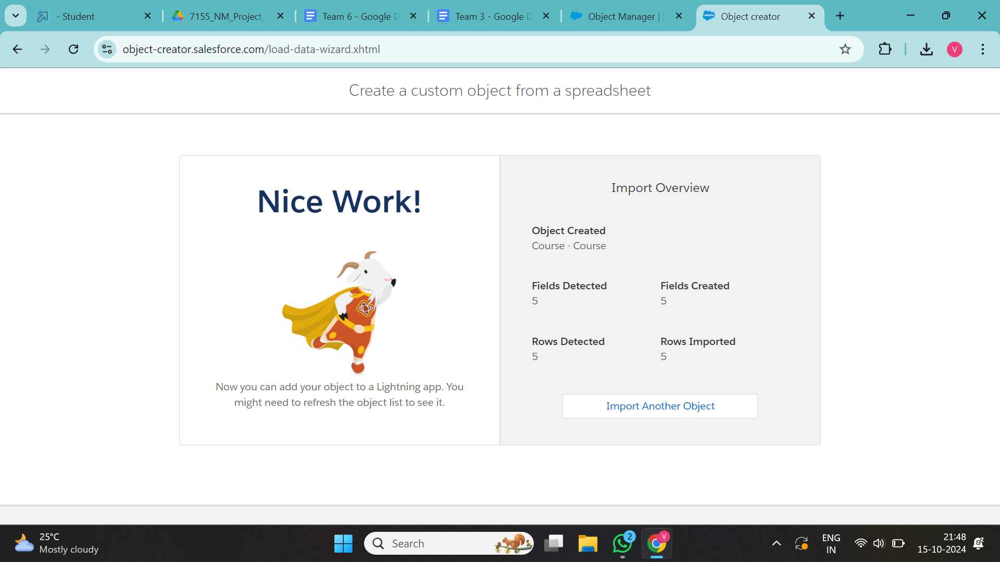 - Student
7155_NM_Project_
Team 6 - Google D
Team 3 - Google D
Object Manager | S
Object creator
object-creator.salesforce.com/load-data-wizard.xhtml
V
Create a custom object from a spreadsheet
Nice Work!
Now you can add your object to a Lightning app. You
might need to refresh the object list to see it.
Import Overview
Object Created
Course - Course
Fields Detected
5
Fields Created
5
Rows Detected
5
Rows Imported
5
Import Another Object
25°C
Mostly cloudy
Search
2
V
ENG
IN
21:48
15-10-2024